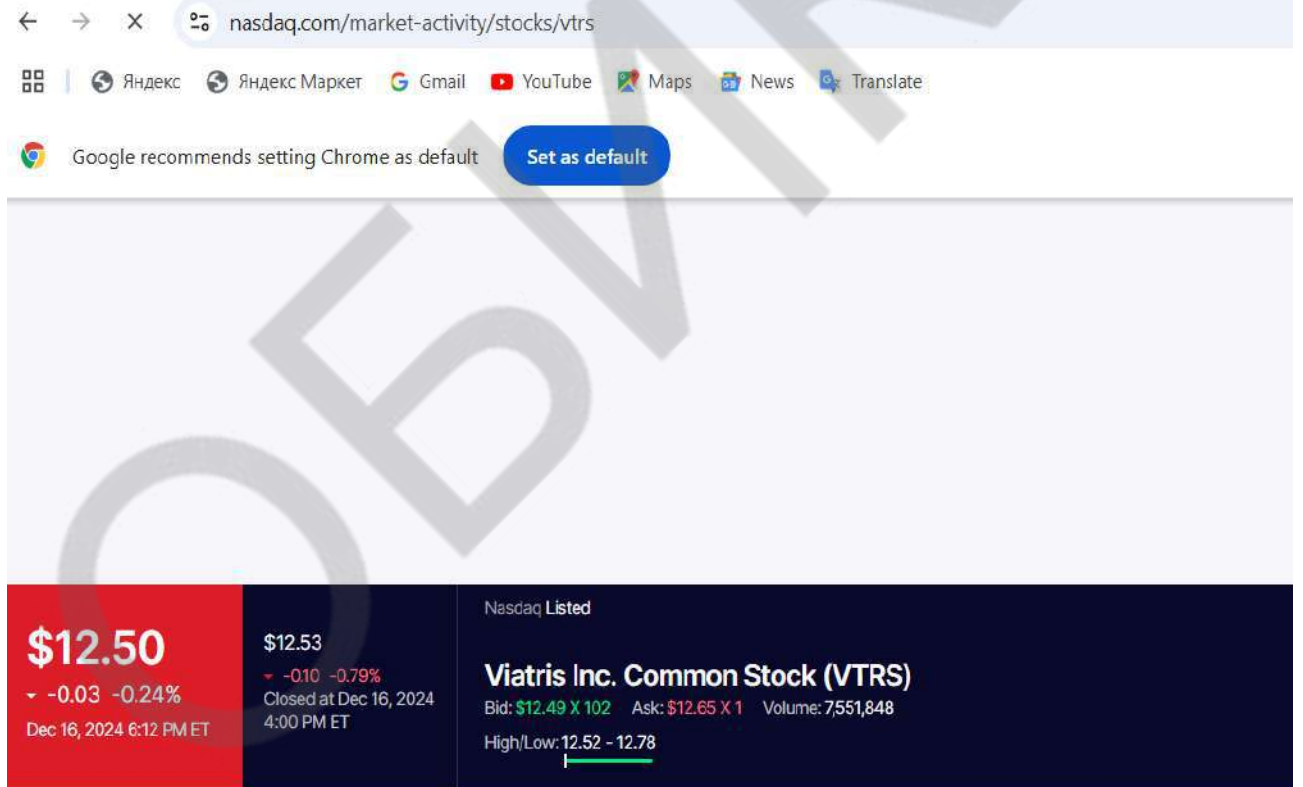 nasdaq.com/market-activity/stocks/vtrs
Яндекс Яндекс Маркет Gmail YouTube Maps News Translate
Google recommends setting Chrome as default Set as default
Nasdaq Listed
$12.50
-0.03 -0.24%
Dec 16, 2024 6:12 PM ET
$12.53
-0.10 -0.79%
Closed at Dec 16, 2024
4:00 PM ET
Viatris Inc. Common Stock (VTRS)
Bid: $12.49 X 102 Ask: $12.65 X 1 Volume: 7,551,848
High/Low: 12.52 - 12.78